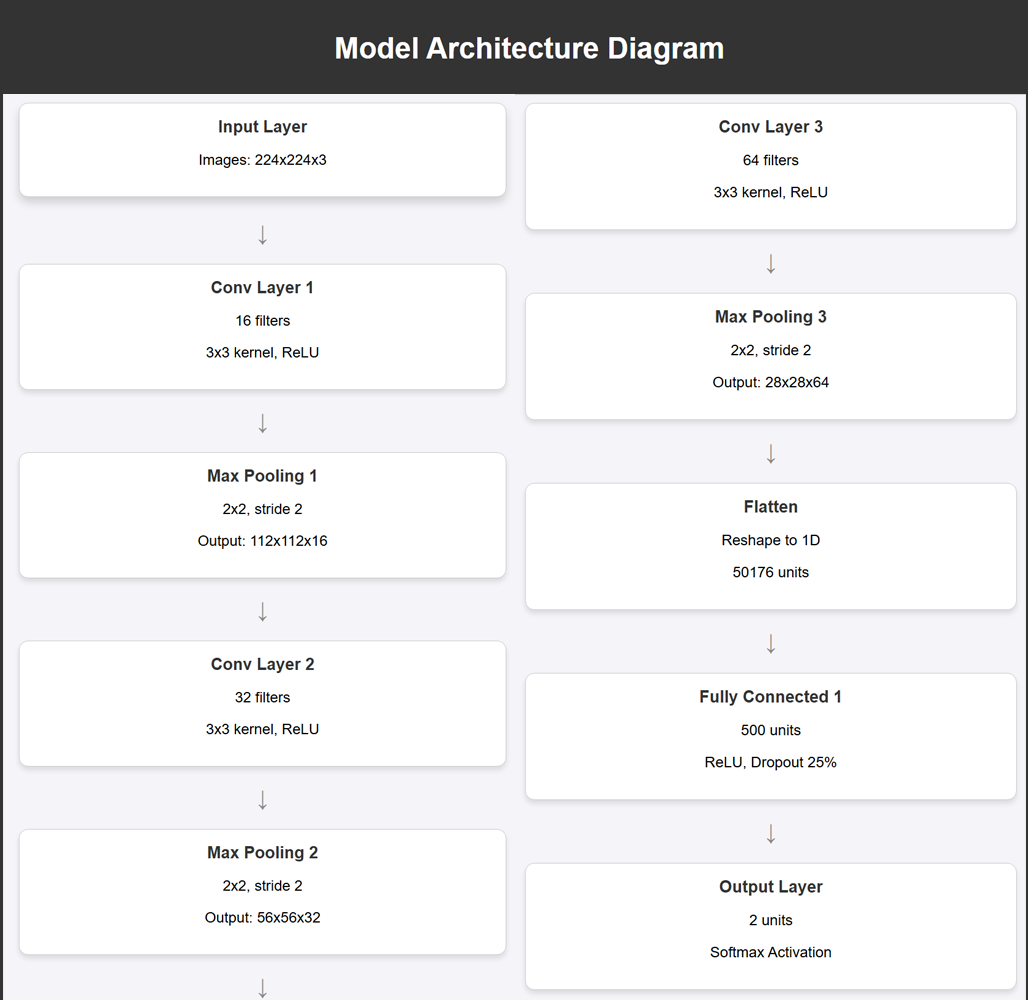 Model Architecture Diagram
Input Layer
Images: 224x224x3
↓
Conv Layer 1
16 filters
3x3 kernel, ReLU
↓
Max Pooling 1
2x2, stride 2
Output: 112x112x16
↓
Conv Layer 2
32 filters
3x3 kernel, ReLU
↓
Max Pooling 2
2x2, stride 2
Output: 56x56x32
↓
Conv Layer 3
64 filters
3x3 kernel, ReLU
↓
Max Pooling 3
2x2, stride 2
Output: 28x28x64
↓
Flatten
Reshape to 1D
50176 units
↓
Fully Connected 1
500 units
ReLU, Dropout 25%
↓
Output Layer
2 units
Softmax Activation